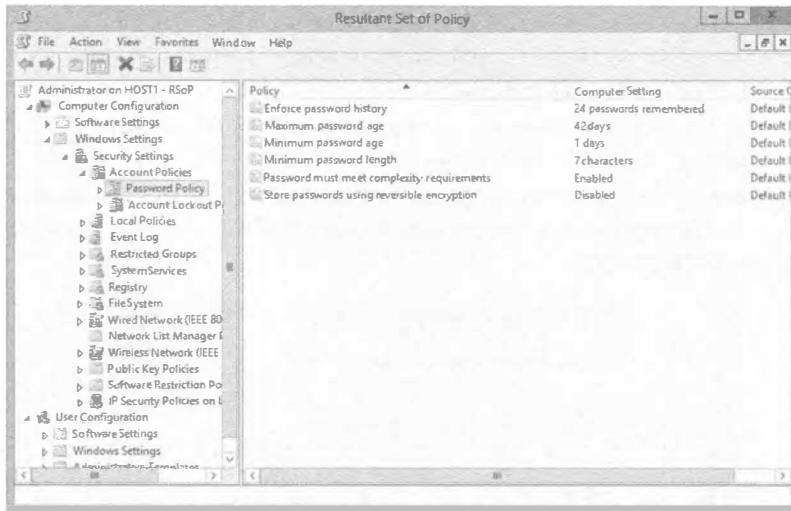 Resultant Set of Policy
File Action View Favorites Window Help
Administrator on HOST1 - RSoP
Computer Configuration
Software Settings
Windows Settings
Security Settings
Account Policies
Password Policy
Account Lockout P
Local Policies
Event Log
Restricted Groups
System Services
Registry
File System
Wired Network (IEEE 80
Network List Manager
Wireless Network (IEEE
Public Key Policies
Software Restriction Po
IP Security Policies on
User Configuration
Software Settings
Windows Settings
Policy Computer Setting Source
Enforce password history 24 passwords remembered Default
Maximum password age 42 days Default
Minimum password age 1 days Default
Minimum password length 7 characters Default
Password must meet complexity requirements Enabled Default
Store passwords using reversible encryption Disabled Default